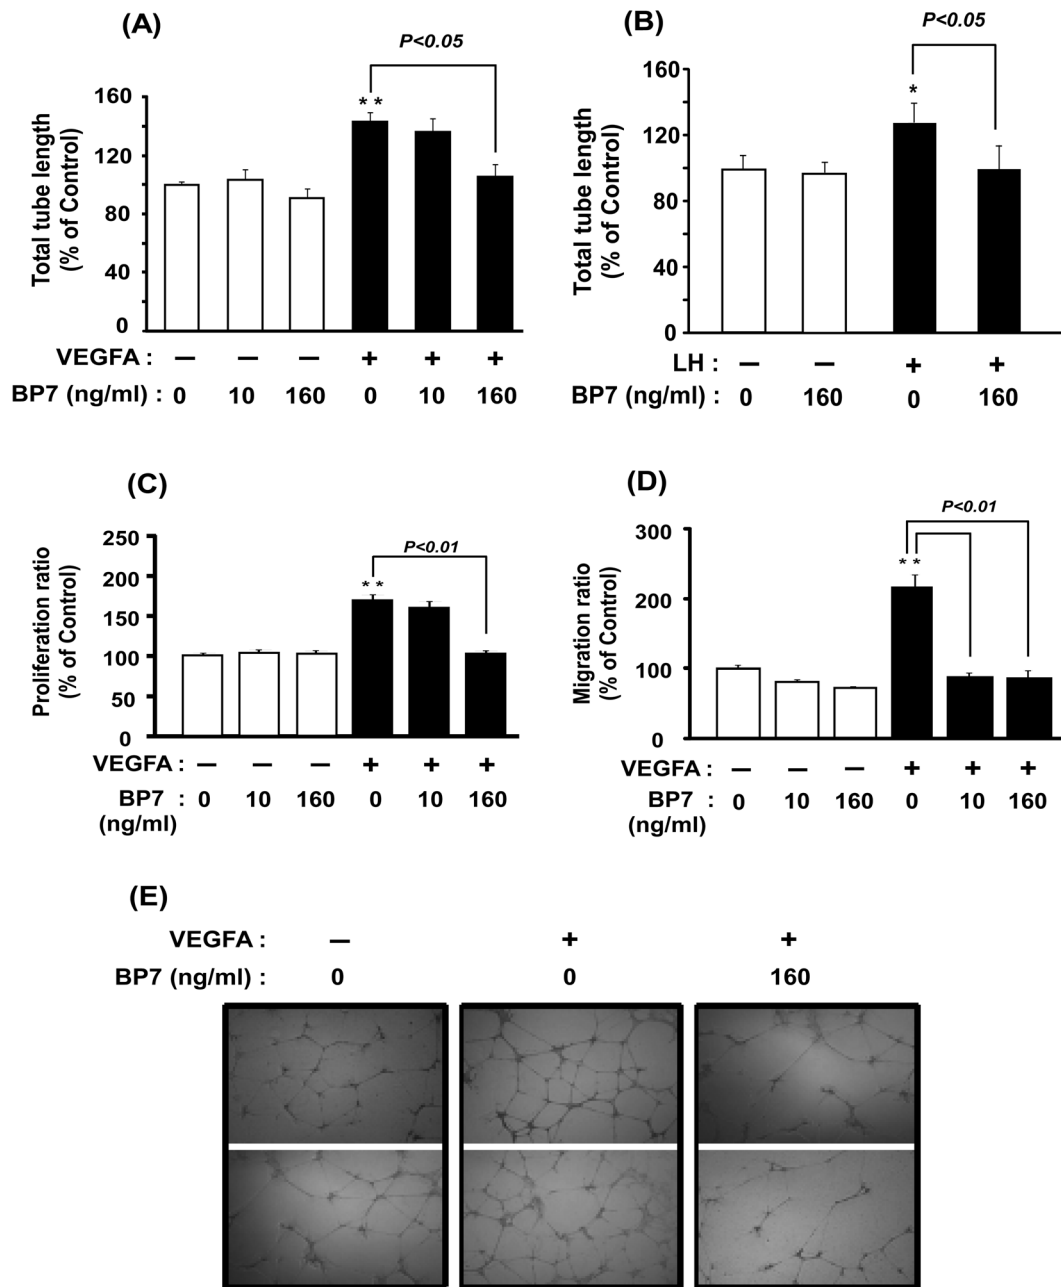 (A)
P<0.05
**
Total tube length
(% of Control)
160
120
80
40
0
VEGFA : – – – + + +
BP7 (ng/ml) : 0 10 160 0 10 160
(B)
P<0.05
*
Total tube length
(% of Control)
160
120
80
40
0
LH : – – + +
BP7 (ng/ml) : 0 160 0 160
(C)
P<0.01
**
Proliferation ratio
(% of Control)
250
200
150
100
50
0
VEGFA : – – – + + +
BP7 : 0 10 160 0 10 160
(ng/ml)
(D)
P<0.01
**
Migration ratio
(% of Control)
300
200
100
0
VEGFA : – – – + + +
BP7 : 0 10 160 0 10 160
(ng/ml)
(E)
VEGFA : – + +
BP7 (ng/ml) : 0 0 160